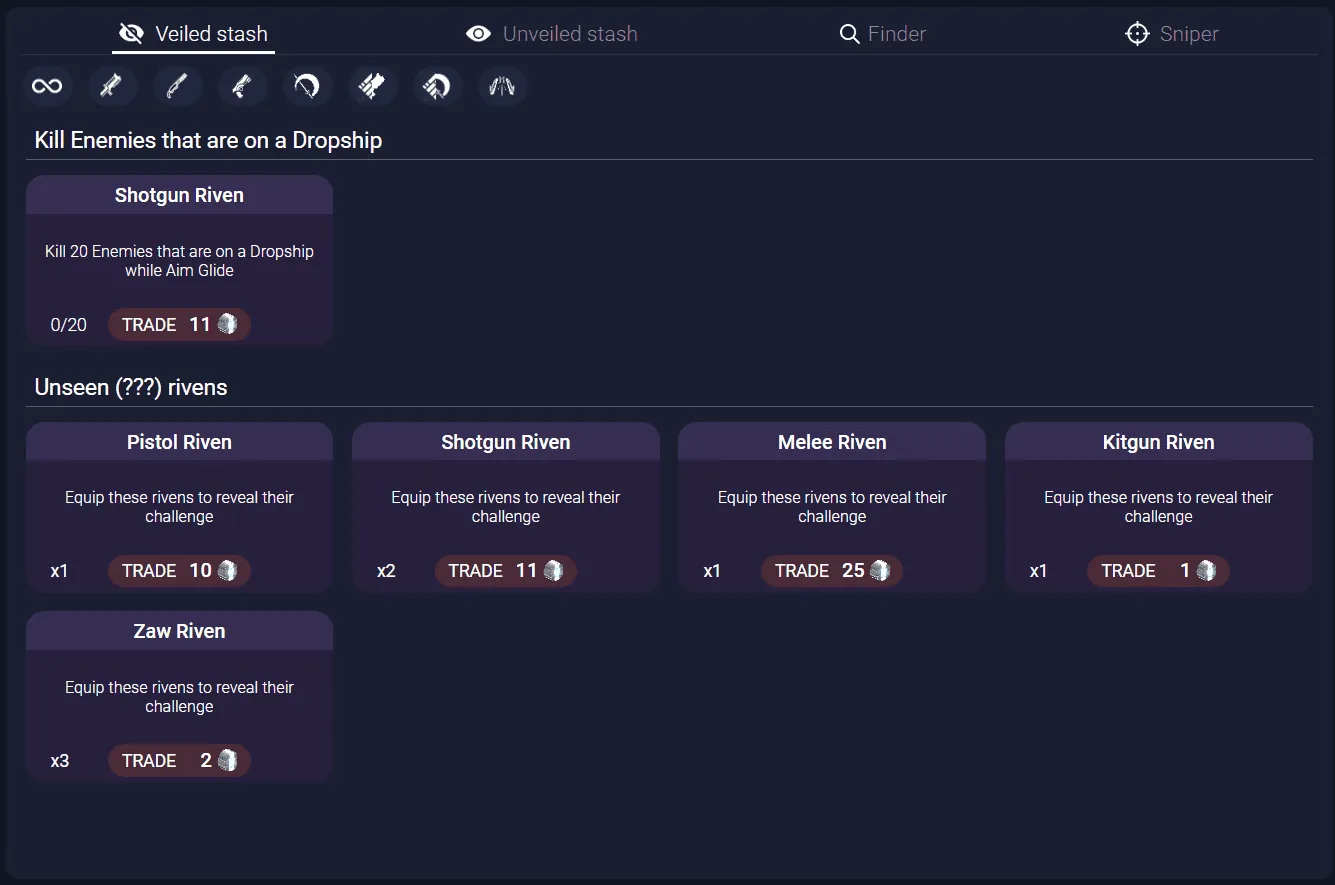 Veiled stash
Unveiled stash
Finder
Sniper
Kill Enemies that are on a Dropship
Shotgun Riven
Kill 20 Enemies that are on a Dropship
while Aim Glide
0/20
TRADE 11
Unseen (???) rivens
Pistol Riven
Equip these rivens to reveal their
challenge
x1
TRADE 10
Shotgun Riven
Equip these rivens to reveal their
challenge
x2
TRADE 11
Melee Riven
Equip these rivens to reveal their
challenge
x1
TRADE 25
Kitgun Riven
Equip these rivens to reveal their
challenge
x1
TRADE 1
Zaw Riven
Equip these rivens to reveal their
challenge
x3
TRADE 2